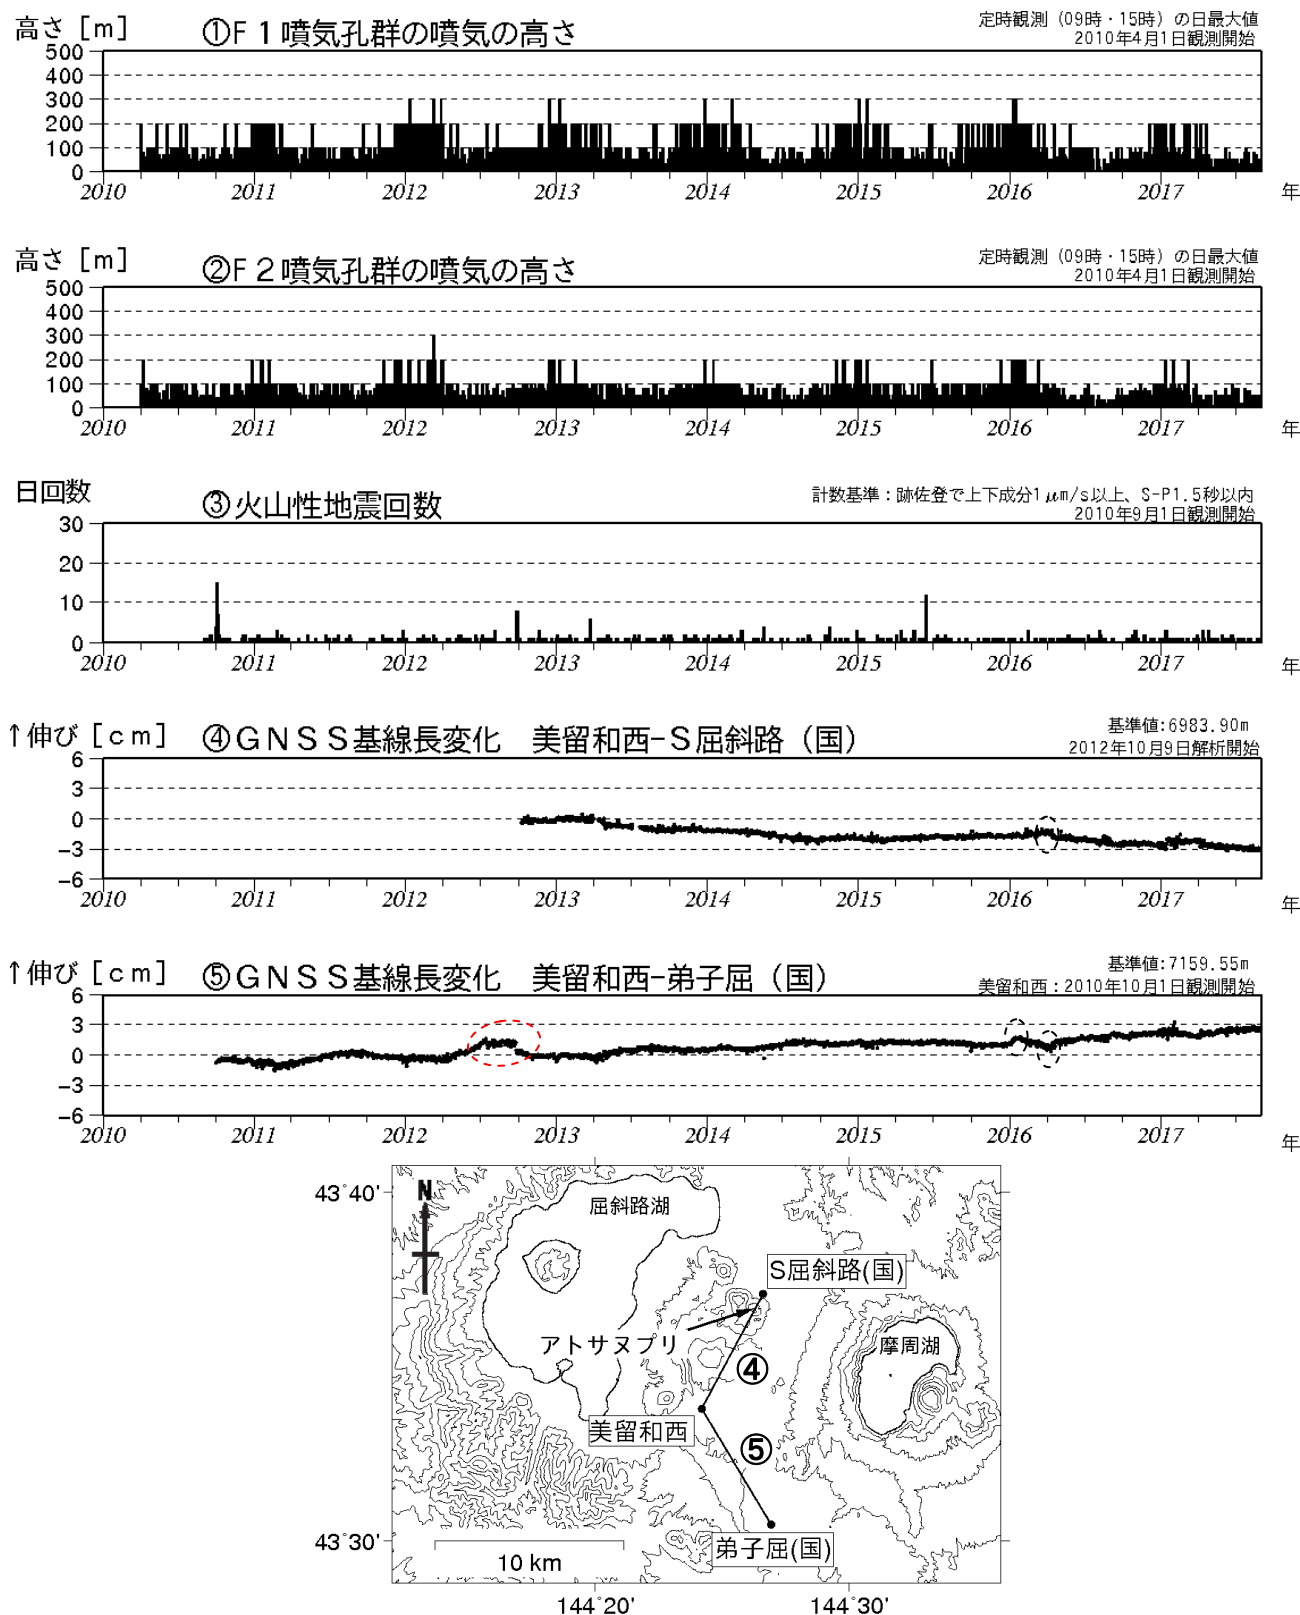 高さ [m]
①F1噴気孔群の噴気の高さ
定時観測（09時・15時）の日最大値
2010年4月1日観測開始
500
400
300
200
100
0
2010 2011 2012 2013 2014 2015 2016 2017 年
高さ [m]
②F2噴気孔群の噴気の高さ
定時観測（09時・15時）の日最大値
2010年4月1日観測開始
500
400
300
200
100
0
2010 2011 2012 2013 2014 2015 2016 2017 年
日回数
③火山性地震回数
計数基準：跡佐登で上下成分1μm/s以上、S-P1.5秒以内
2010年9月1日観測開始
30
20
10
0
2010 2011 2012 2013 2014 2015 2016 2017 年
↑伸び [cm]
④GNSS基線長変化 美留和西-S屈斜路（国）
基準値:6983.90m
2012年10月9日解析開始
6
3
0
-3
-6
2010 2011 2012 2013 2014 2015 2016 2017 年
↑伸び [cm]
⑤GNSS基線長変化 美留和西-弟子屈（国）
基準値:7159.55m
美留和西：2010年10月1日観測開始
6
3
0
-3
-6
2010 2011 2012 2013 2014 2015 2016 2017 年
43°40'
N
屈斜路湖
S屈斜路(国)
アトサヌプリ
摩周湖
④
美留和西
⑤
43°30'
弟子屈(国)
10 km
144°20' 144°30'